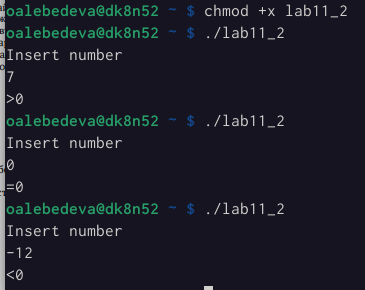 oalebedeva@dk8n52 ~ $ chmod +x lab11_2
oalebedeva@dk8n52 ~ $ ./lab11_2
Insert number
7
>0
oalebedeva@dk8n52 ~ $ ./lab11_2
Insert number
0
=0
oalebedeva@dk8n52 ~ $ ./lab11_2
Insert number
-12
<0